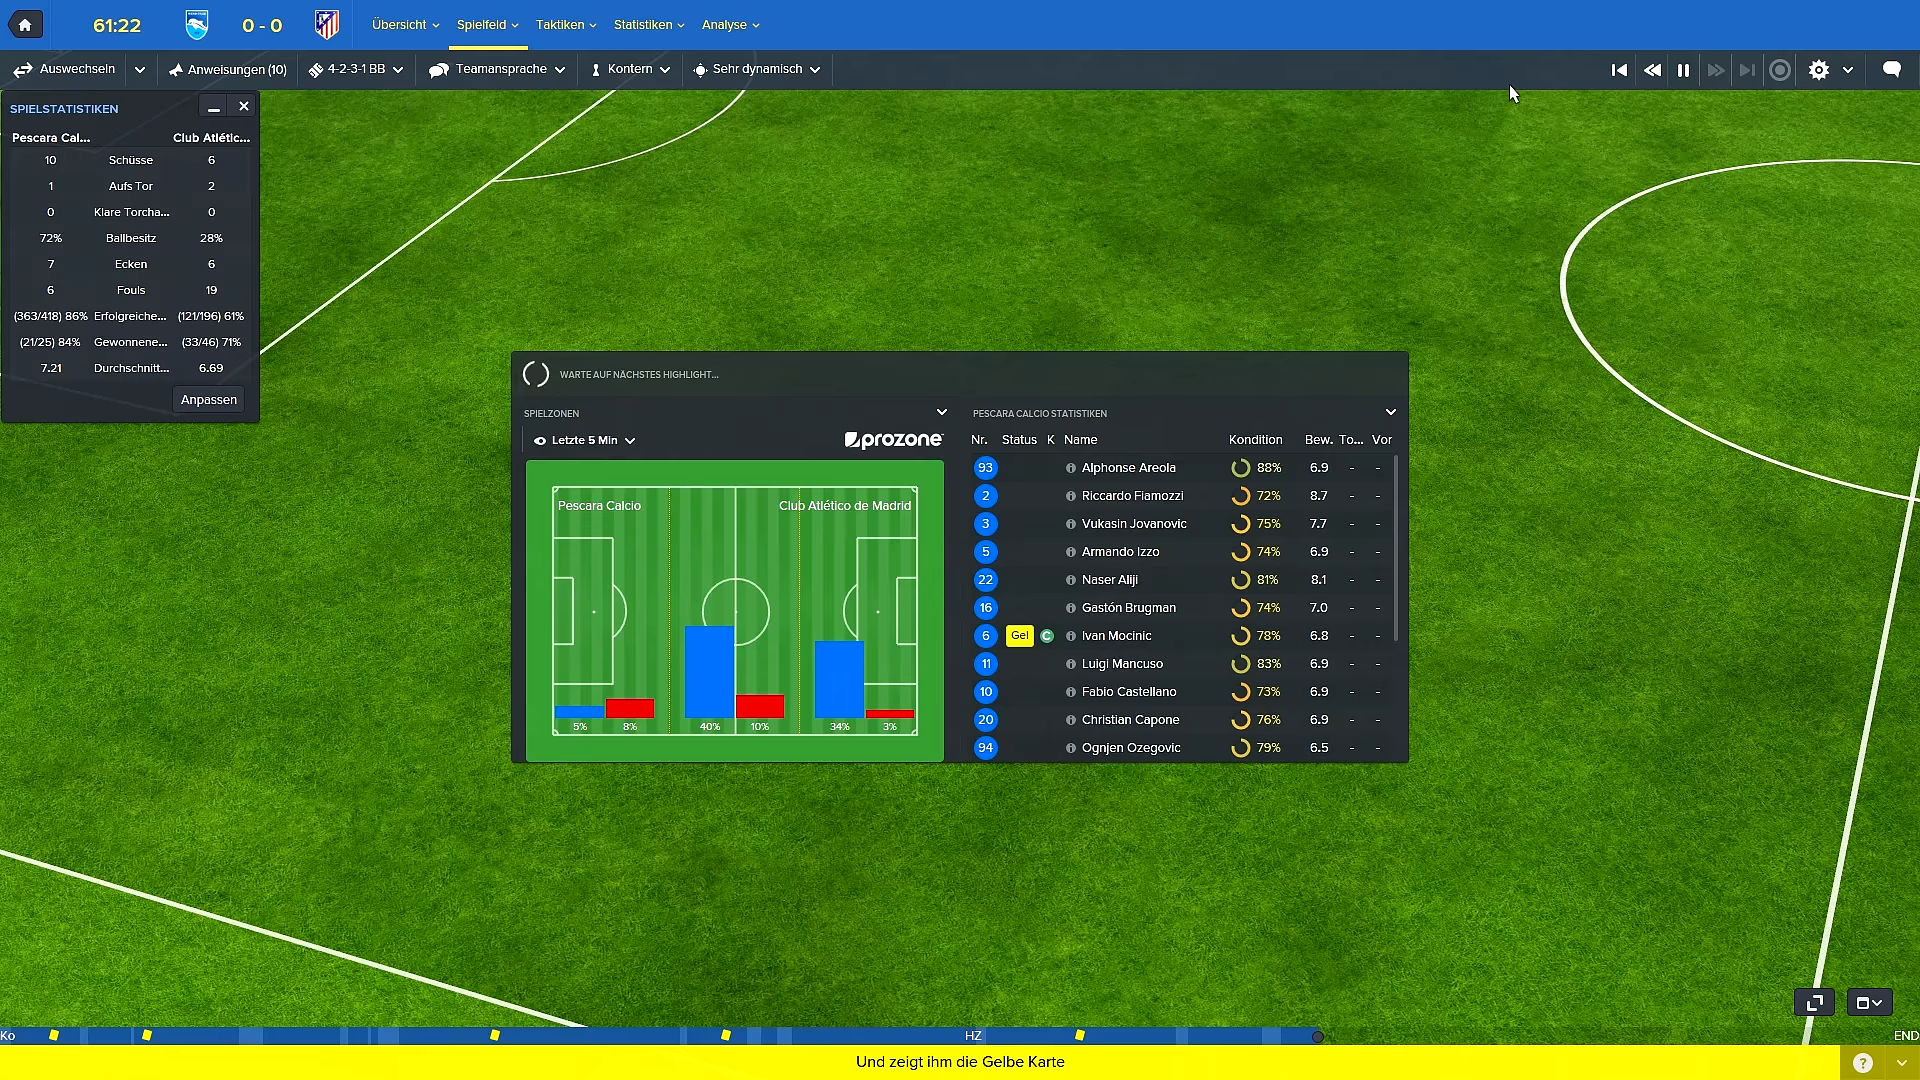 61:22
0 - 0
Übersicht
Spielfeld
Taktiken
Statistiken
Analyse
Auswechseln
Anweisungen (10)
4-2-3-1 BB
Teamansprache
Kontern
Sehr dynamisch
SPIELSTATISTIKEN
Pescara Cal... Club Atlétic...
10 Schüsse 6
1 Aufs Tor 2
0 Klare Torcha... 0
72% Ballbesitz 28%
7 Ecken 6
6 Fouls 19
(363/418) 86% Erfolgreiche... (121/196) 61%
(21/25) 84% Gewonnene... (33/46) 71%
7.21 Durchschnitt... 6.69
Anpassen
WARTE AUF NÄCHSTES HIGHLIGHT...
SPIELZONEN
Letzte 5 Min
prozone
Pescara Calcio Club Atlético de Madrid
5% 8% 40% 10% 34% 3%
PESCARA CALCIO STATISTIKEN
Nr. Status K Name Kondition Bew. To... Vor
93 Alphonse Areola 88% 6.9 - -
2 Riccardo Fiamozzi 72% 8.7 - -
3 Vukasin Jovanovic 75% 7.7 - -
5 Armando Izzo 74% 6.9 - -
22 Naser Aliji 81% 8.1 - -
16 Gastón Brugman 74% 7.0 - -
6 Gel C Ivan Mocinic 78% 6.8 - -
11 Luigi Mancuso 83% 6.9 - -
10 Fabio Castellano 73% 6.9 - -
20 Christian Capone 76% 6.9 - -
94 Ognjen Ozegovic 79% 6.5 - -
Ko HZ END
Und zeigt ihm die Gelbe Karte
?